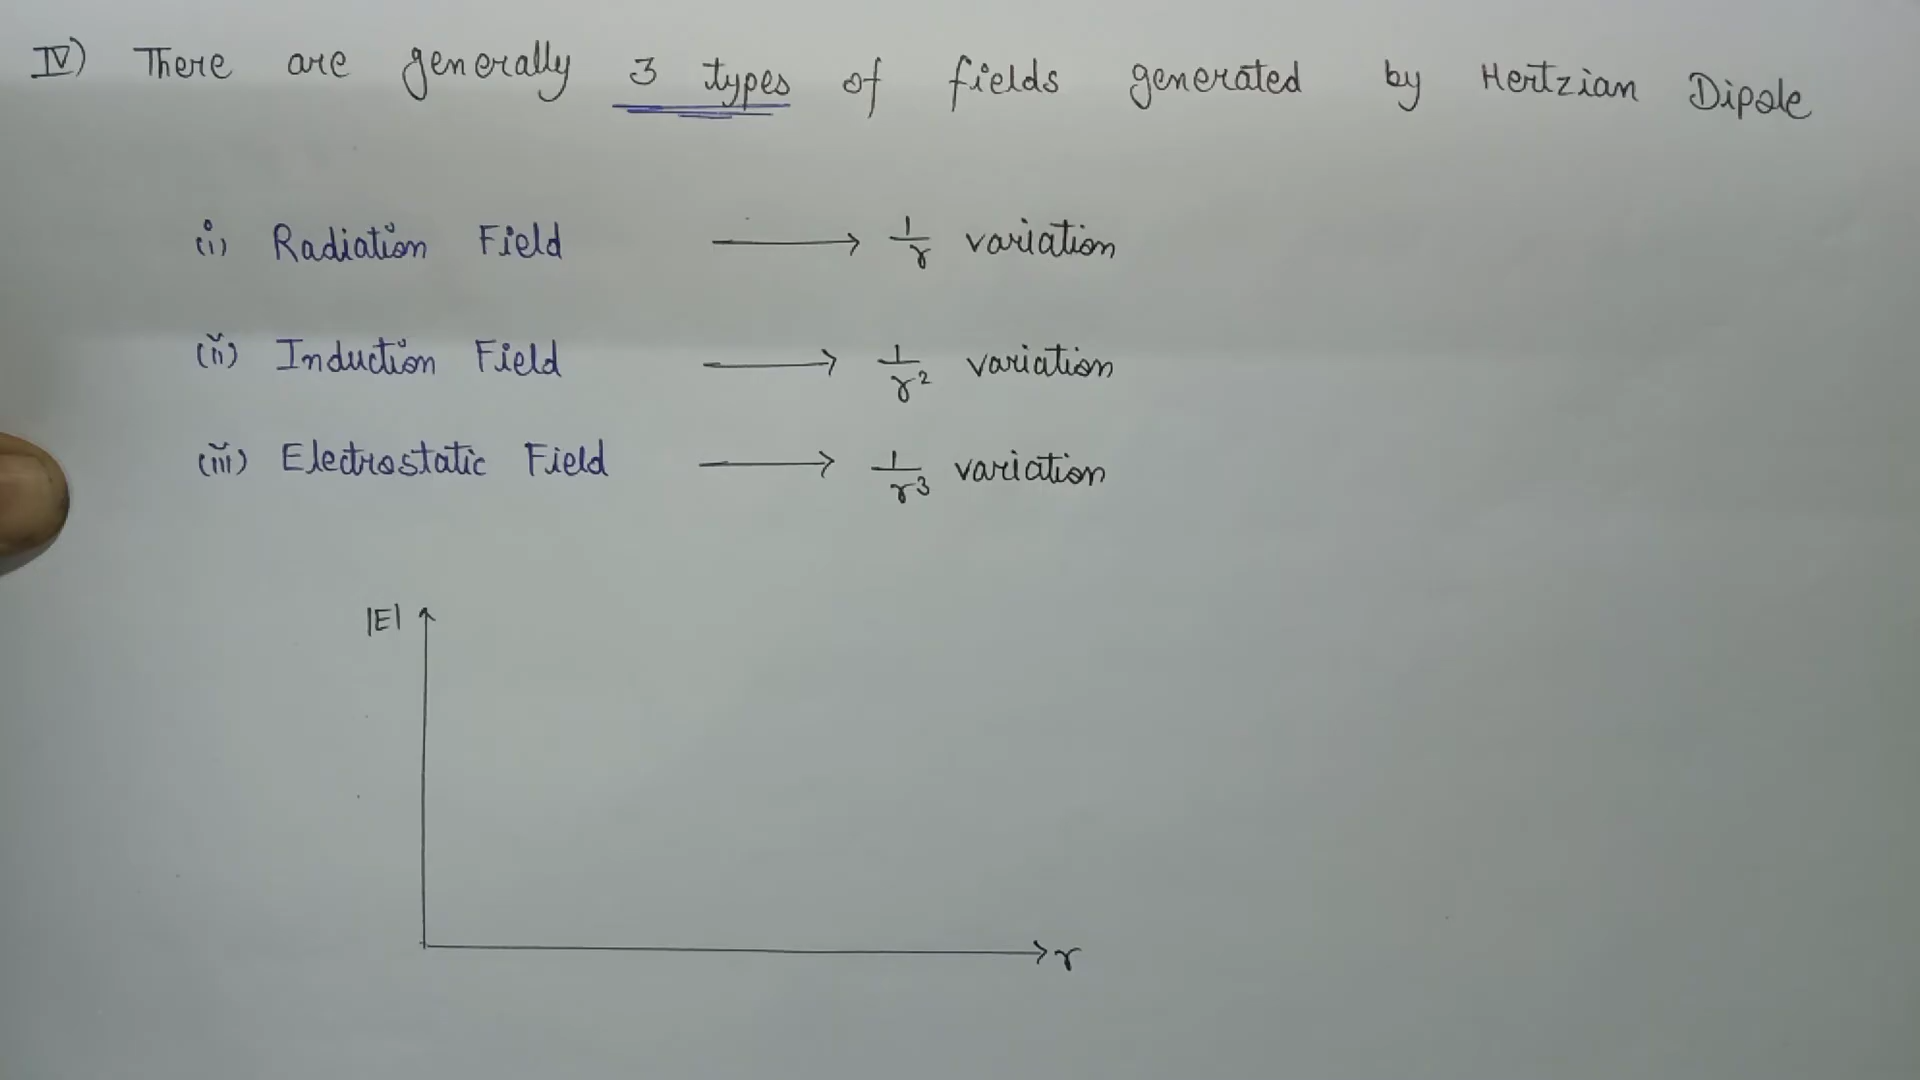 IV) There are generally 3 types of fields generated by Hertzian Dipole
(i) Radiation Field → 1/r variation
(ii) Induction Field → 1/r² variation
(iii) Electrostatic Field → 1/r³ variation
|E|
r